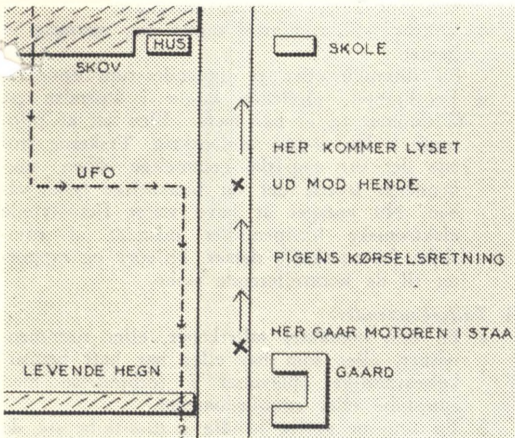 HUS
SKOLE
SKOV
HER KOMMER LYSET
UFO
UD MOD HENDE
PIGENS KØRSELSRETNING
HER GAAR MOTOREN I STAA
LEVENDE HEGN
GAARD
?